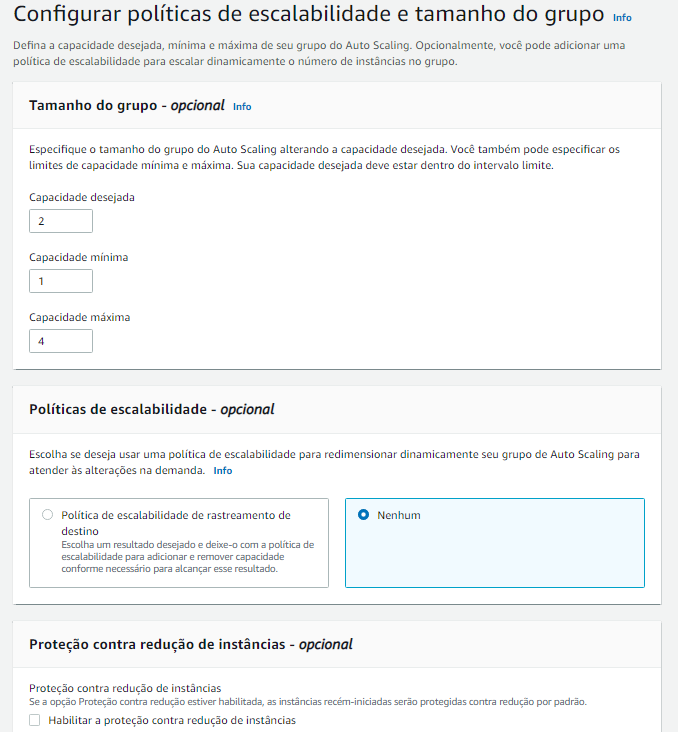 Configurar políticas de escalabilidade e tamanho do grupo Info
Defina a capacidade desejada, mínima e máxima de seu grupo do Auto Scaling. Opcionalmente, você pode adicionar uma
política de escalabilidade para escalar dinamicamente o número de instâncias no grupo.
Tamanho do grupo - opcional Info
Especifique o tamanho do grupo do Auto Scaling alterando a capacidade desejada. Você também pode especificar os
limites de capacidade mínima e máxima. Sua capacidade desejada deve estar dentro do intervalo limite.
Capacidade desejada
2
Capacidade mínima
1
Capacidade máxima
4
Políticas de escalabilidade - opcional
Escolha se deseja usar uma política de escalabilidade para redimensionar dinamicamente seu grupo de Auto Scaling para
atender às alterações na demanda. Info
Política de escalabilidade de rastreamento de
destino
Escolha um resultado desejado e deixe-o com a política de
escalabilidade para adicionar e remover capacidade
conforme necessário para alcançar esse resultado.
Nenhum
Proteção contra redução de instâncias - opcional
Proteção contra redução de instâncias
Se a opção Proteção contra redução estiver habilitada, as instâncias recém-iniciadas serão protegidas contra redução por padrão.
Habilitar a proteção contra redução de instâncias